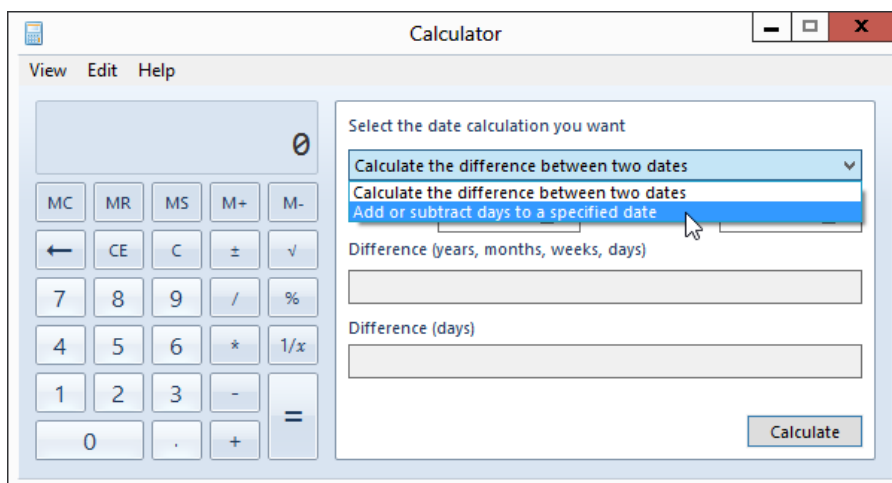 Calculator
View Edit Help
0
MC MR MS M+ M-
← CE C ± √
7 8 9 / %
4 5 6 * 1/x
1 2 3 - =
0 . +
Select the date calculation you want
Calculate the difference between two dates
Calculate the difference between two dates
Add or subtract days to a specified date
Difference (years, months, weeks, days)
Difference (days)
Calculate